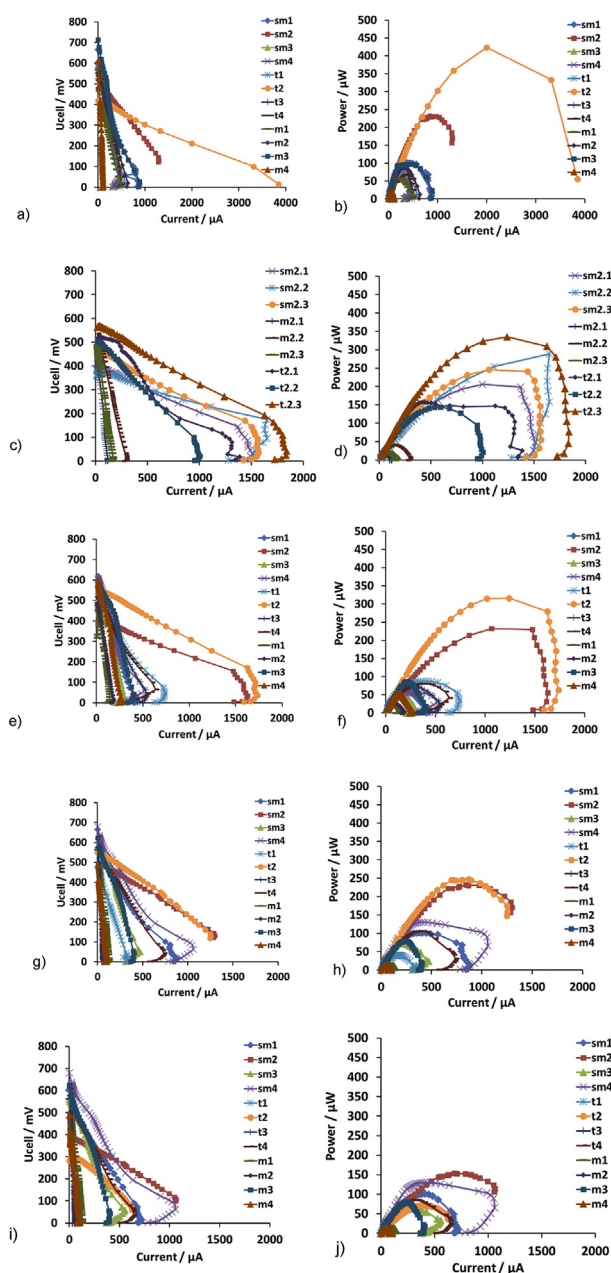 800
700
600
500
400
300
200
100
0
Ucell / mV
0 1000 2000 3000 4000
Current / µA
sm1
sm2
sm3
sm4
t1
t2
t3
t4
m1
m2
m3
m4
a)
500
450
400
350
300
250
200
150
100
50
0
Power / µW
0 1000 2000 3000 4000
Current / µA
sm1
sm2
sm3
sm4
t1
t2
t3
t4
m1
m2
m3
m4
b)
800
700
600
500
400
300
200
100
0
Ucell / mV
0 500 1000 1500 2000
Current / µA
sm2.1
sm2.2
sm2.3
m2.1
m2.2
m2.3
t2.1
t2.2
t.2.3
c)
500
450
400
350
300
250
200
150
100
50
0
Power / µW
0 500 1000 1500 2000
Current / µA
sm2.1
sm2.2
sm2.3
m2.1
m2.2
m2.3
t2.1
t2.2
t2.3
d)
800
700
600
500
400
300
200
100
0
Ucell / mV
0 500 1000 1500 2000
Current / µA
sm1
sm2
sm3
sm4
t1
t2
t3
t4
m1
m2
m3
m4
e)
500
450
400
350
300
250
200
150
100
50
0
Power / µW
0 500 1000 1500 2000
Current / µA
sm1
sm2
sm3
sm4
t1
t2
t3
t4
m1
m2
m3
m4
f)
800
700
600
500
400
300
200
100
0
Ucell / mV
0 500 1000 1500 2000
Current / µA
sm1
sm2
sm3
sm4
t1
t2
t3
t4
m1
m2
m3
m4
g)
500
450
400
350
300
250
200
150
100
50
0
Power / µW
0 500 1000 1500 2000
Current / µA
sm1
sm2
sm3
sm4
t1
t2
t3
t4
m1
m2
m3
m4
h)
800
700
600
500
400
300
200
100
0
Ucell / mV
0 500 1000 1500 2000
Current / µA
sm1
sm2
sm3
sm4
t1
t2
t3
t4
m1
m2
m3
m4
i)
500
450
400
350
300
250
200
150
100
50
0
Power / µW
0 500 1000 1500 2000
Current / µA
sm1
sm2
sm3
sm4
t1
t2
t3
t4
m1
m2
m3
m4
j)